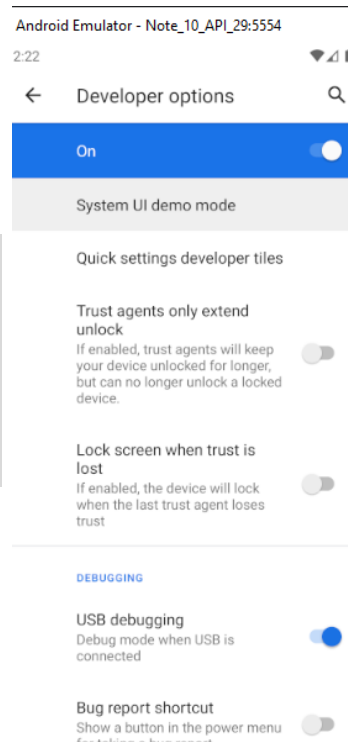 Android Emulator - Note_10_API_29:5554
2:22
Developer options
On
System UI demo mode
Quick settings developer tiles
Trust agents only extend
unlock
If enabled, trust agents will keep
your device unlocked for longer,
but can no longer unlock a locked
device.
Lock screen when trust is
lost
If enabled, the device will lock
when the last trust agent loses
trust
DEBUGGING
USB debugging
Debug mode when USB is
connected
Bug report shortcut
Show a button in the power menu
for taking a bug report